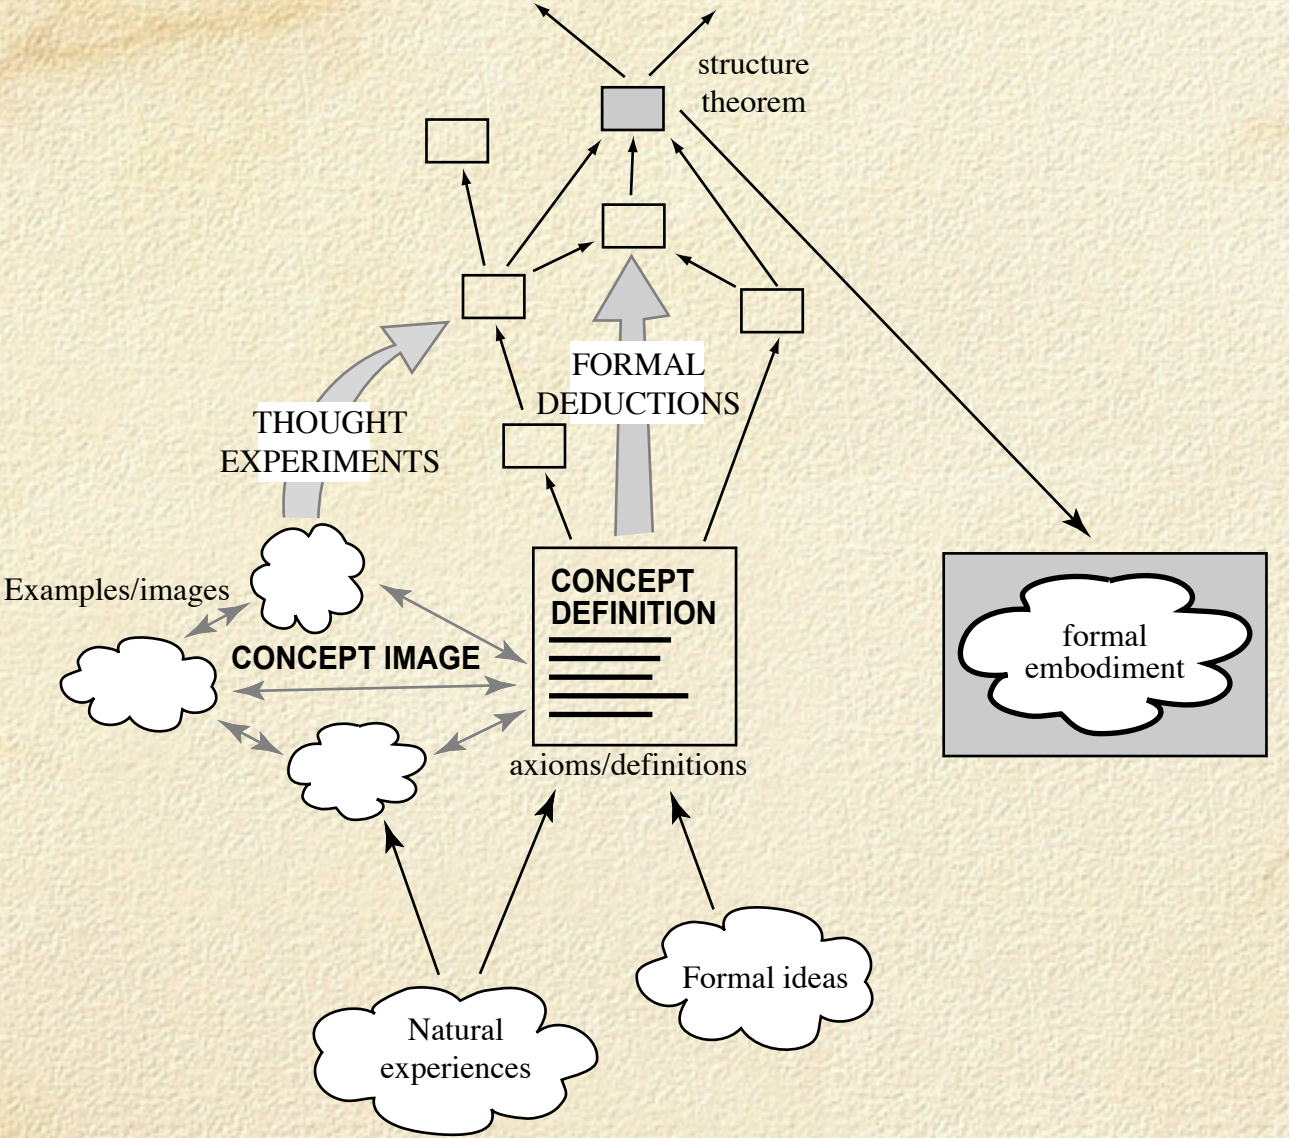 structure
theorem
FORMAL
DEDUCTIONS
THOUGHT
EXPERIMENTS
CONCEPT
DEFINITION
Examples/images
CONCEPT IMAGE
formal
embodiment
axioms/definitions
Formal ideas
Natural
experiences